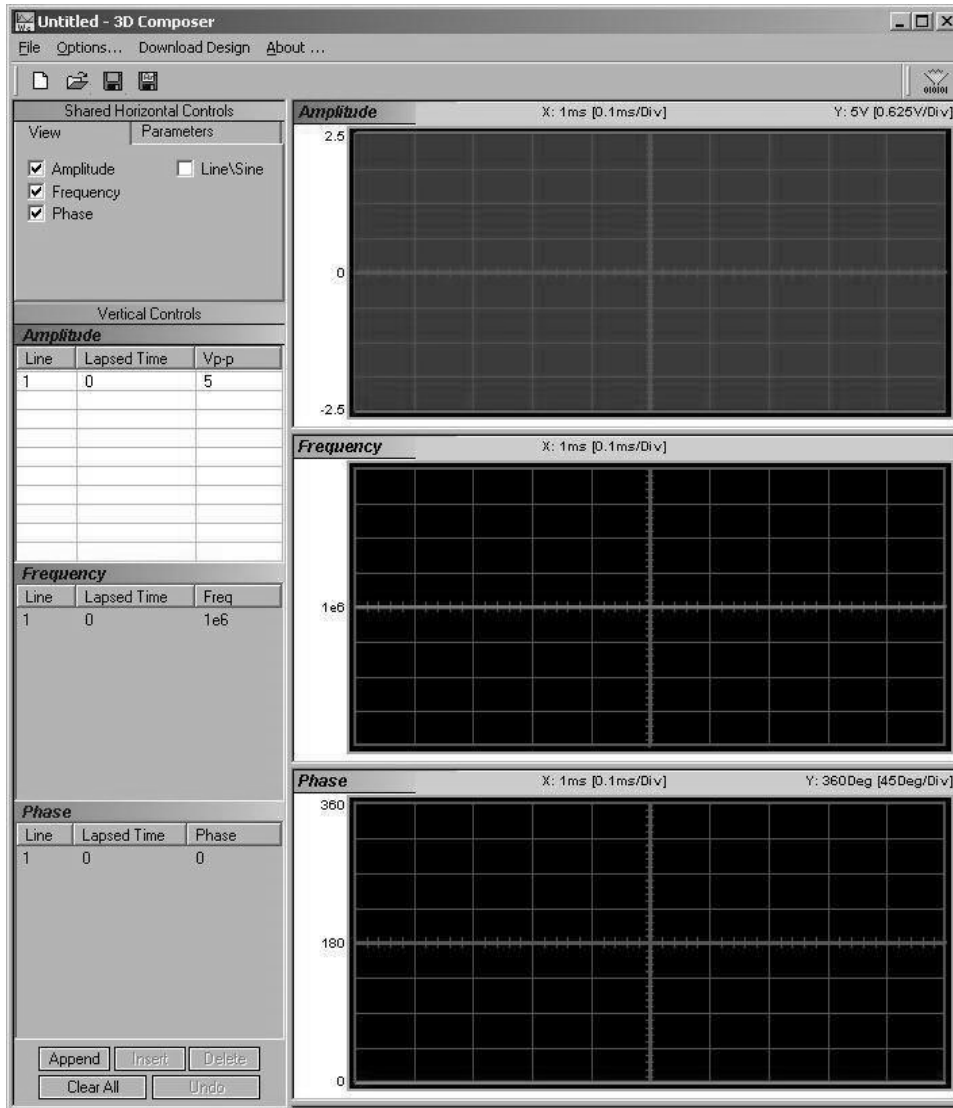 Untitled - 3D Composer
File Options... Download Design About ...
Shared Horizontal Controls
View Parameters
Amplitude Line\Sine
Frequency
Phase
Vertical Controls
Amplitude
Line Lapsed Time Vp-p
1 0 5
Frequency
Line Lapsed Time Freq
1 0 1e6
Phase
Line Lapsed Time Phase
1 0 0
Append Insert Delete
Clear All Undo
Amplitude X: 1ms [0.1ms/Div] Y: 5V [0.625V/Div]
2.5
0
-2.5
Frequency X: 1ms [0.1ms/Div]
1e6
Phase X: 1ms [0.1ms/Div] Y: 360Deg [45Deg/Div]
360
180
0